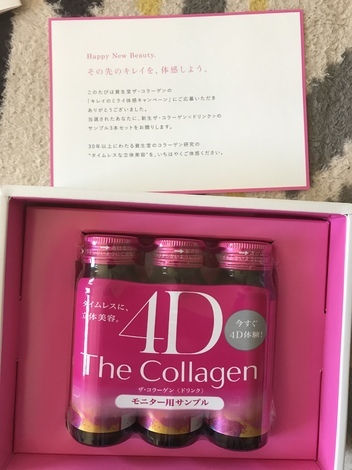 Happy New Beauty.
その先のキレイを、体感しよう。
このたびは資生堂ザ・コラーゲンの
「キレイのミライ体感キャンペーン」にご応募いただき
ありがとうございました。
当選されたあなたに、新生ザ・コラーゲン<ドリンク>の
サンプル3本セットをお贈りします。
30年以上にわたる資生堂のコラーゲン研究の
"タイムレスな立体美容"を、いちはやくご体感ください。
タイムレスに、
立体美容。
4D
今すぐ
4D体験!
The Collagen
ザ・コラーゲン〈ドリンク〉
モニター用サンプル